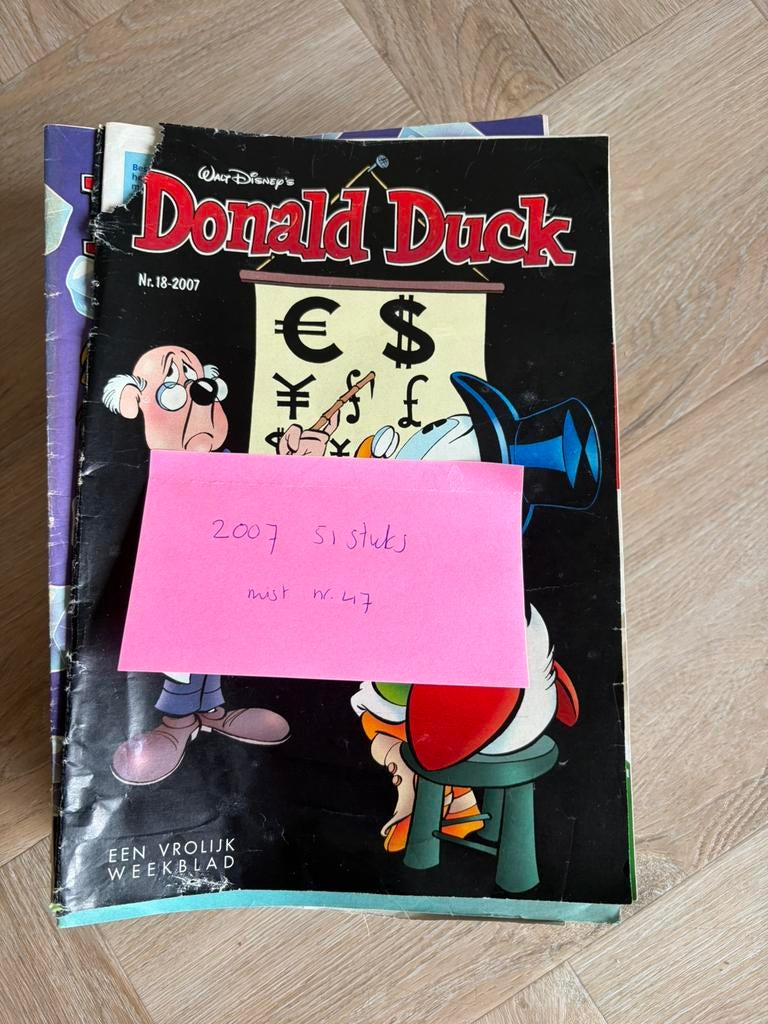 WALT DISNEY'S
Donald Duck
Nr. 18-2007
€ $
¥ ƒ £
¥
2007 51 stuks
mist nr. 47
EEN VROLIJK
WEEKBLAD